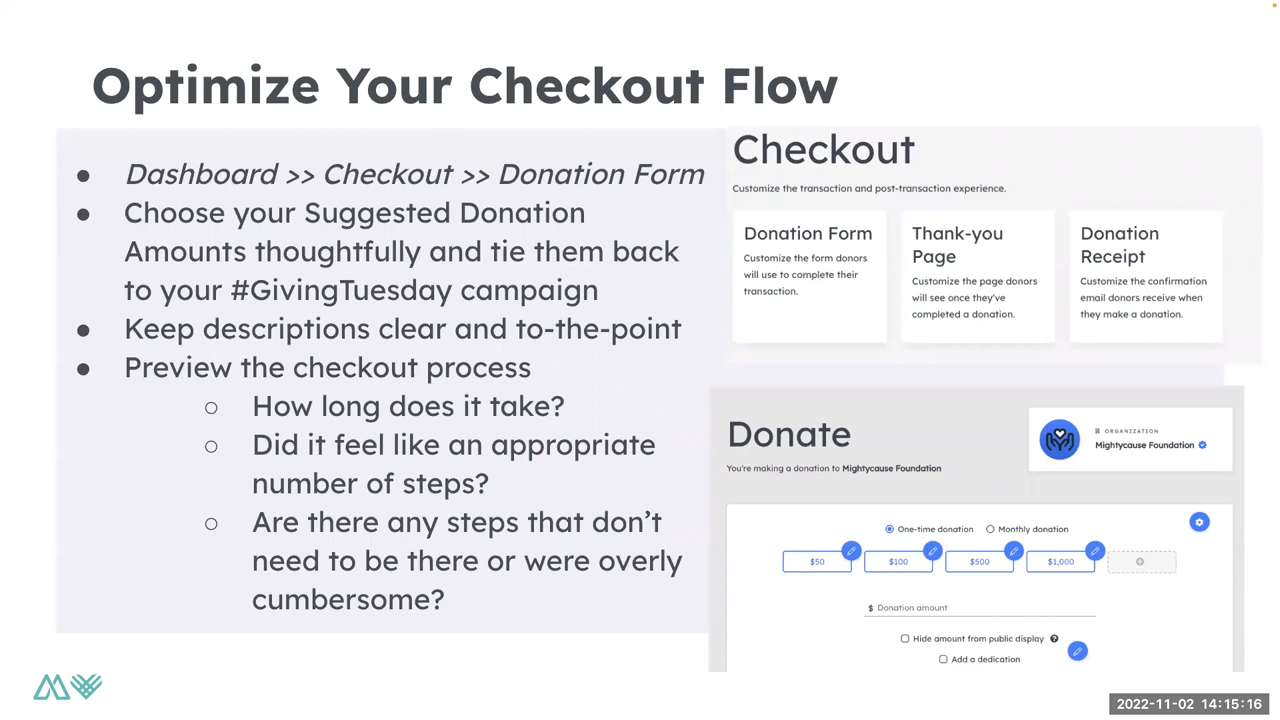 Optimize Your Checkout Flow
● Dashboard >> Checkout >> Donation Form
● Choose your Suggested Donation
Amounts thoughtfully and tie them back
to your #GivingTuesday campaign
● Keep descriptions clear and to-the-point
● Preview the checkout process
○ How long does it take?
○ Did it feel like an appropriate
number of steps?
○ Are there any steps that don’t
need to be there or were overly
cumbersome?
Checkout
Customize the transaction and post-transaction experience.
Donation Form
Customize the form donors
will use to complete their
transaction.
Thank-you
Page
Customize the page donors
will see once they've
completed a donation.
Donation
Receipt
Customize the confirmation
email donors receive when
they make a donation.
Donate
You're making a donation to Mightycause Foundation
ORGANIZATION
Mightycause Foundation
One-time donation Monthly donation
$50 $100 $500 $1,000
$ Donation amount
Hide amount from public display
Add a dedication
2022-11-02 14:15:16